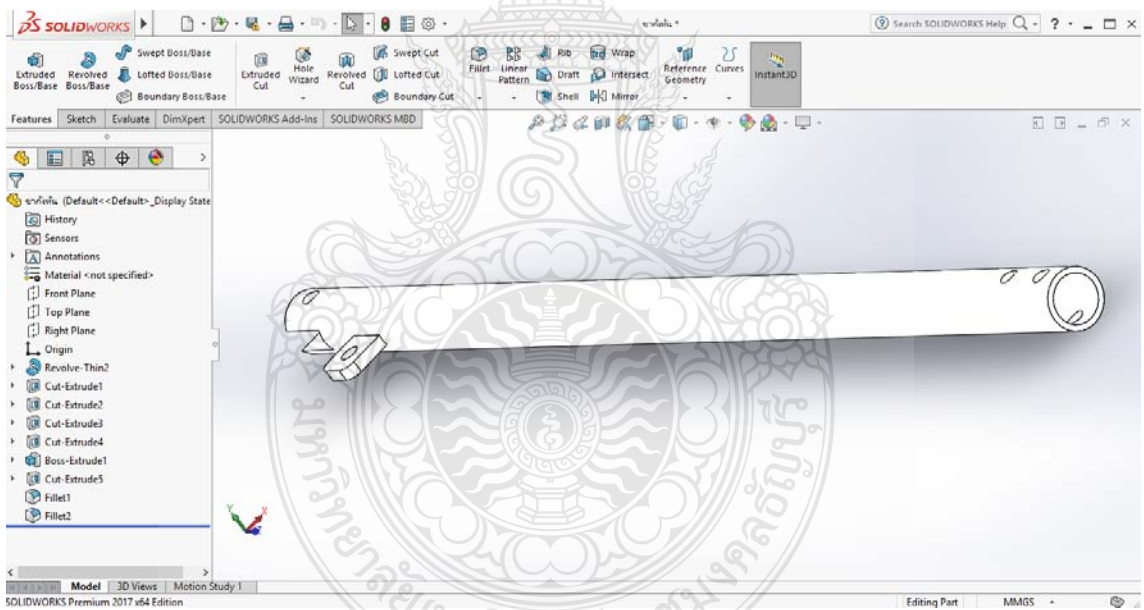 SOLIDWORKS
Search SOLIDWORKS Help
Extruded Boss/Base
Revolved Boss/Base
Swept Boss/Base
Lofted Boss/Base
Boundary Boss/Base
Extruded Cut
Hole Wizard
Revolved Cut
Swept Cut
Lofted Cut
Boundary Cut
Fillet
Linear Pattern
Rib
Draft
Shell
Wrap
Intersect
Mirror
Reference Geometry
Curves
Instant3D
Features Sketch Evaluate DimXpert SOLIDWORKS Add-Ins SOLIDWORKS MBD
(Default<<Default>_Display State
History
Sensors
Annotations
Material <not specified>
Front Plane
Top Plane
Right Plane
Origin
Revolve-Thin2
Cut-Extrude1
Cut-Extrude2
Cut-Extrude3
Cut-Extrude4
Boss-Extrude1
Cut-Extrude5
Fillet1
Fillet2
Model 3D Views Motion Study 1
SOLIDWORKS Premium 2017 x64 Edition
Editing Part MMGS